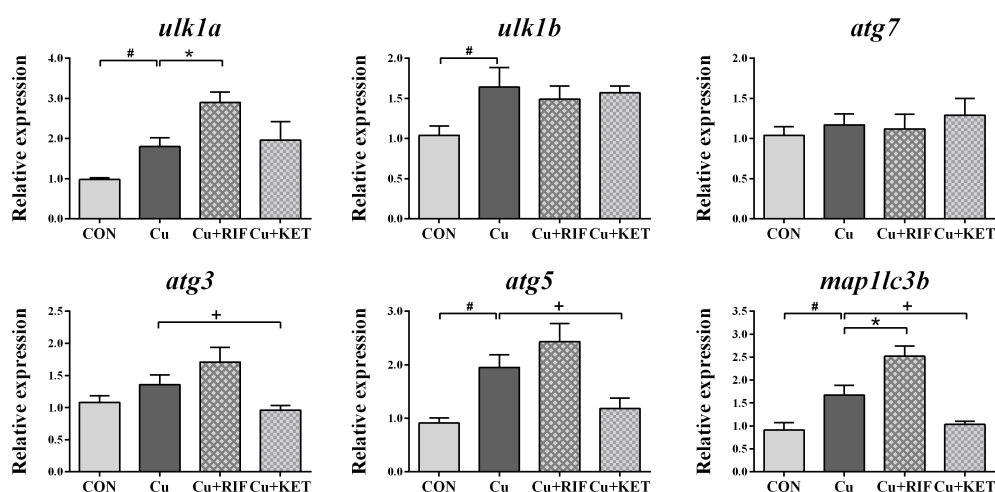 ulk1a
Relative expression
4.0
3.0
2.0
1.0
0.0
#
*
CON Cu Cu+RIF Cu+KET
ulk1b
Relative expression
2.0
1.5
1.0
0.5
0.0
#
CON Cu Cu+RIF Cu+KET
atg7
Relative expression
2.0
1.5
1.0
0.5
0.0
CON Cu Cu+RIF Cu+KET
atg3
Relative expression
2.5
2.0
1.5
1.0
0.5
0.0
+
CON Cu Cu+RIF Cu+KET
atg5
Relative expression
3.0
2.0
1.0
0.0
#
+
CON Cu Cu+RIF Cu+KET
map1lc3b
Relative expression
3.5
3.0
2.5
2.0
1.5
1.0
0.5
0.0
#
+
*
CON Cu Cu+RIF Cu+KET